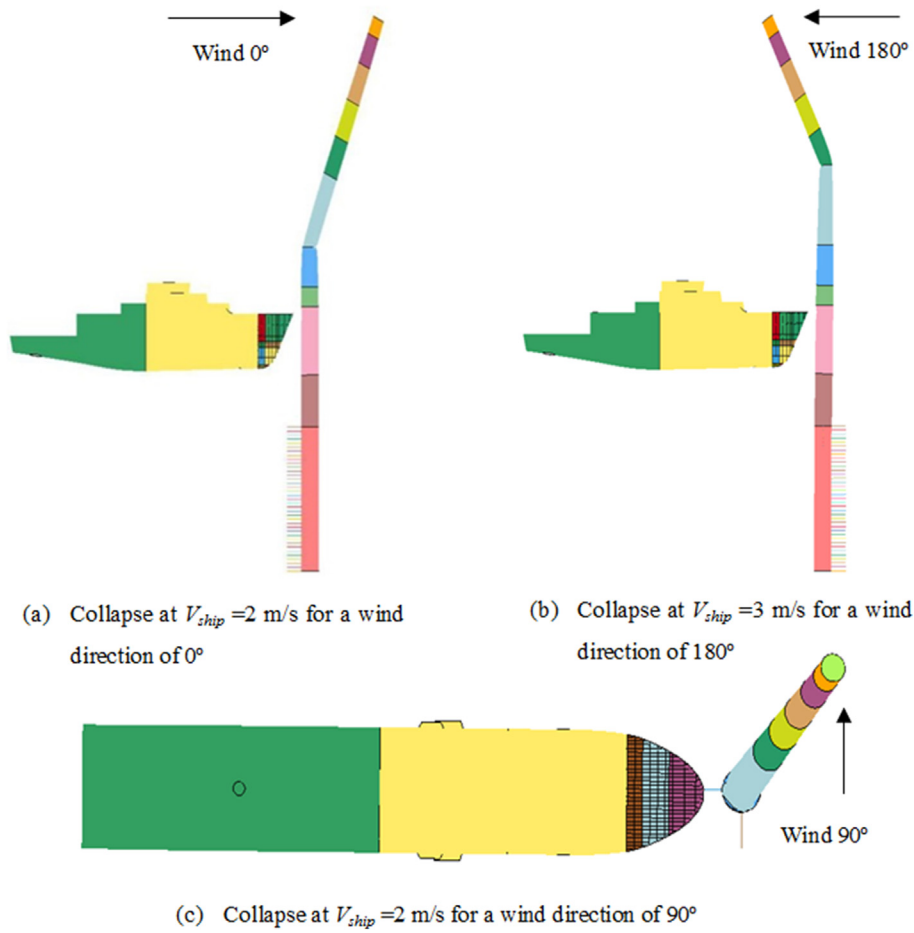 Wind 0°
Wind 180°
(a) Collapse at Vship =2 m/s for a wind
direction of 0°
(b) Collapse at Vship =3 m/s for a wind
direction of 180°
Wind 90°
(c) Collapse at Vship =2 m/s for a wind direction of 90°